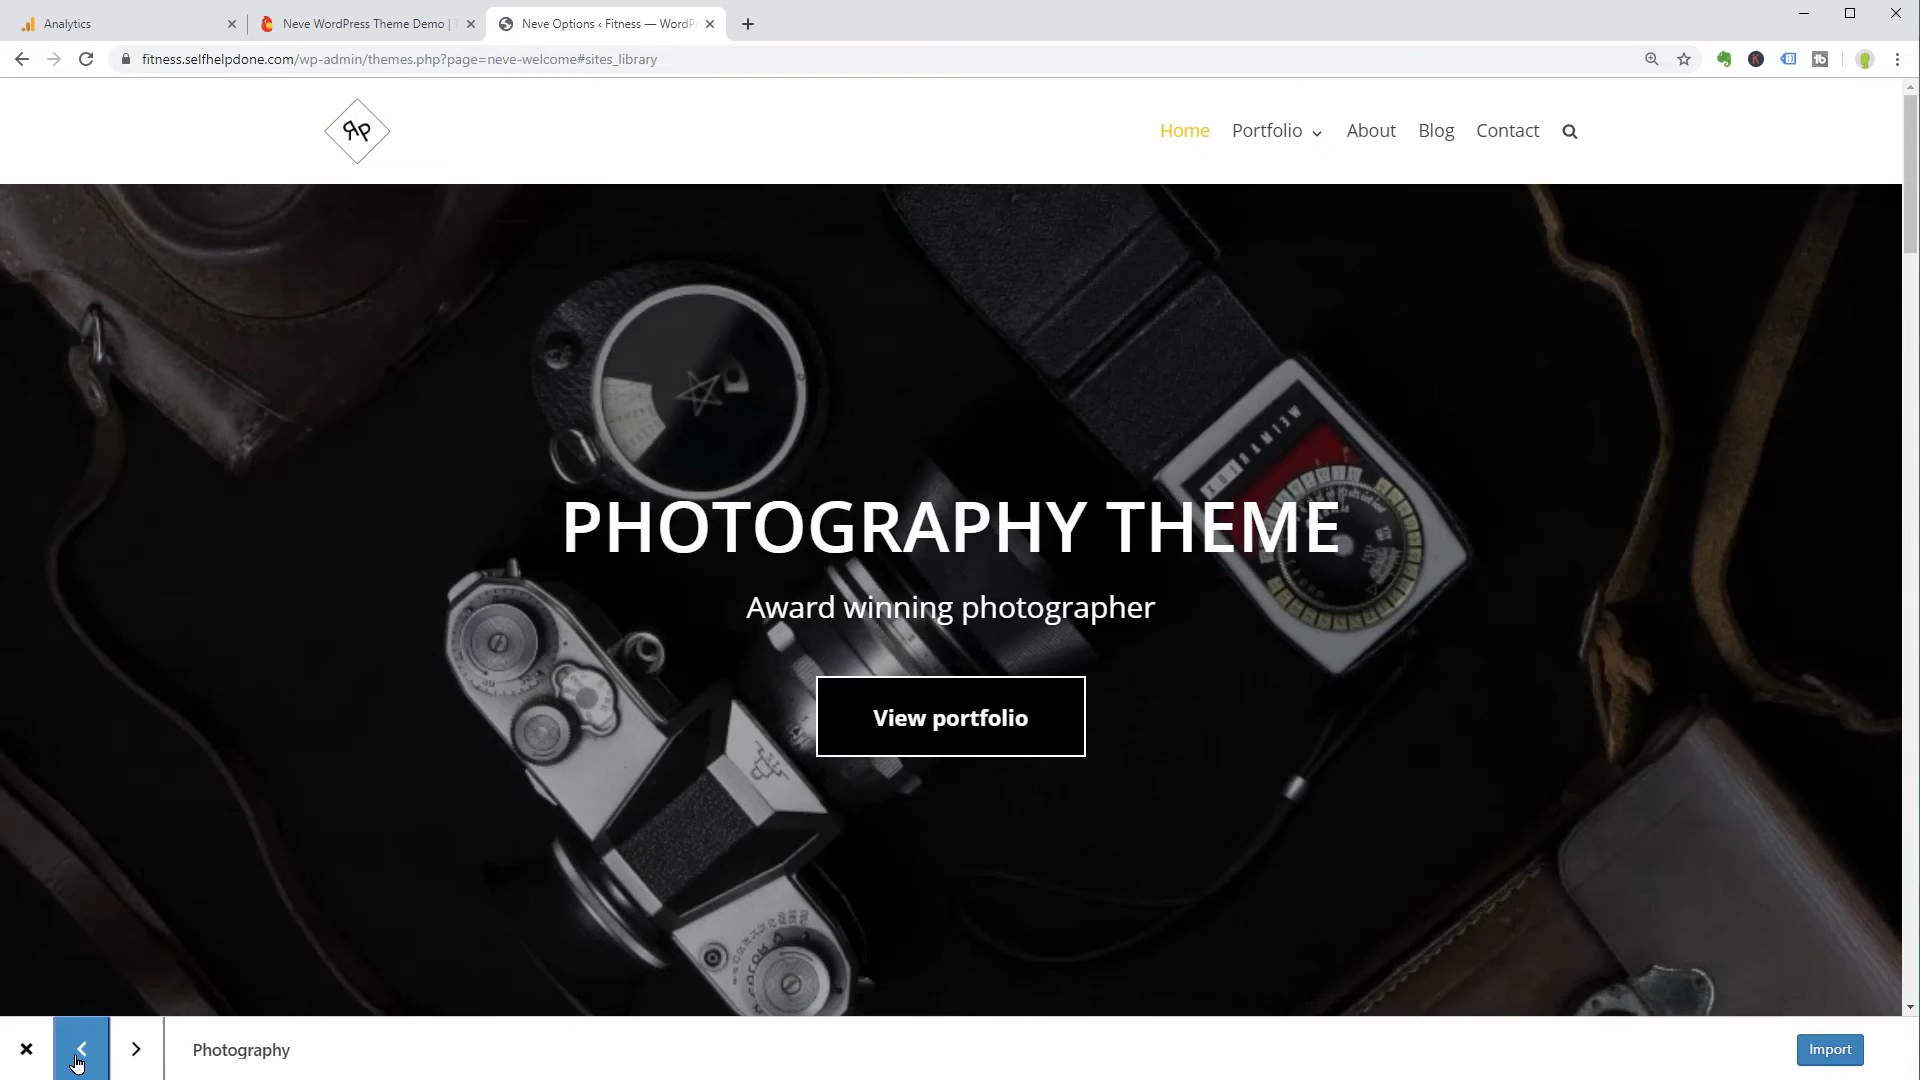 Analytics
Neve WordPress Theme Demo |
Neve Options ‹ Fitness — WordP
fitness.selfhelpdone.com/wp-admin/themes.php?page=neve-welcome#sites_library
Home
Portfolio
About
Blog
Contact
PHOTOGRAPHY THEME
Award winning photographer
View portfolio
Photography
Import